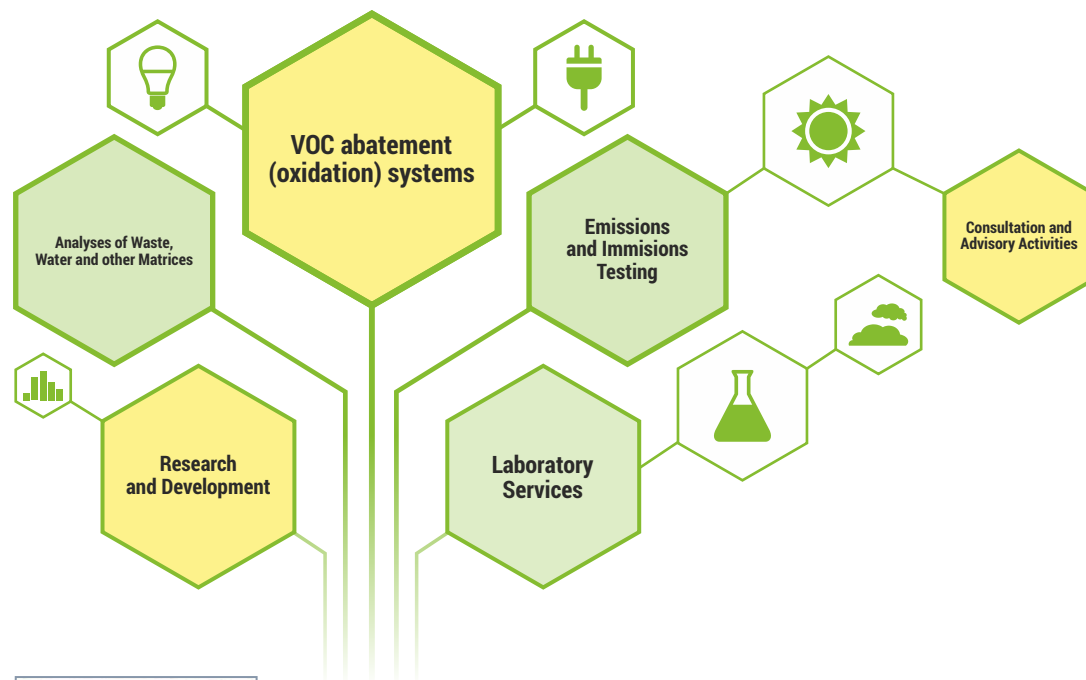 VOC abatement
(oxidation) systems
Analyses of Waste,
Water and other Matrices
Emissions
and Immisions
Testing
Consultation and
Advisory Activities
Research
and Development
Laboratory
Services